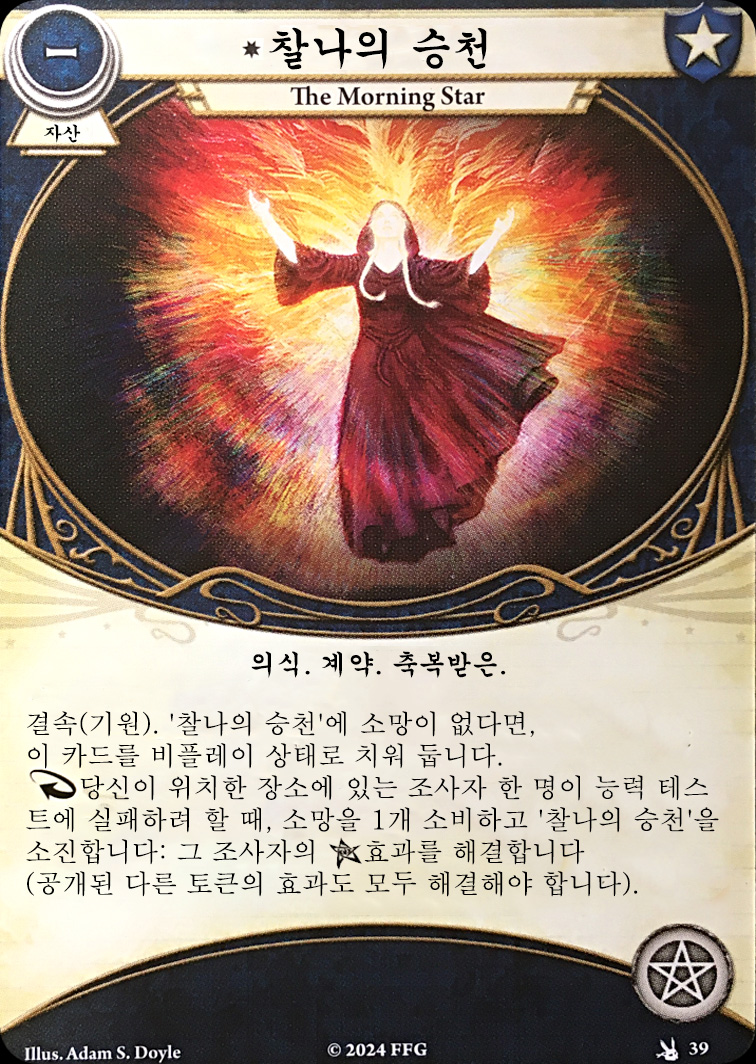 찰나의 승천
The Morning Star
자산
의식. 계약. 축복받은.
결속(기원). '찰나의 승천'에 소망이 없다면,
이 카드를 비플레이 상태로 치워 둡니다.
당신이 위치한 장소에 있는 조사자 한 명이 능력 테스
트에 실패하려 할 때, 소망을 1개 소비하고 '찰나의 승천'을
소진합니다: 그 조사자의 효과를 해결합니다
(공개된 다른 토큰의 효과도 모두 해결해야 합니다).
Illus. Adam S. Doyle
© 2024 FFG
39